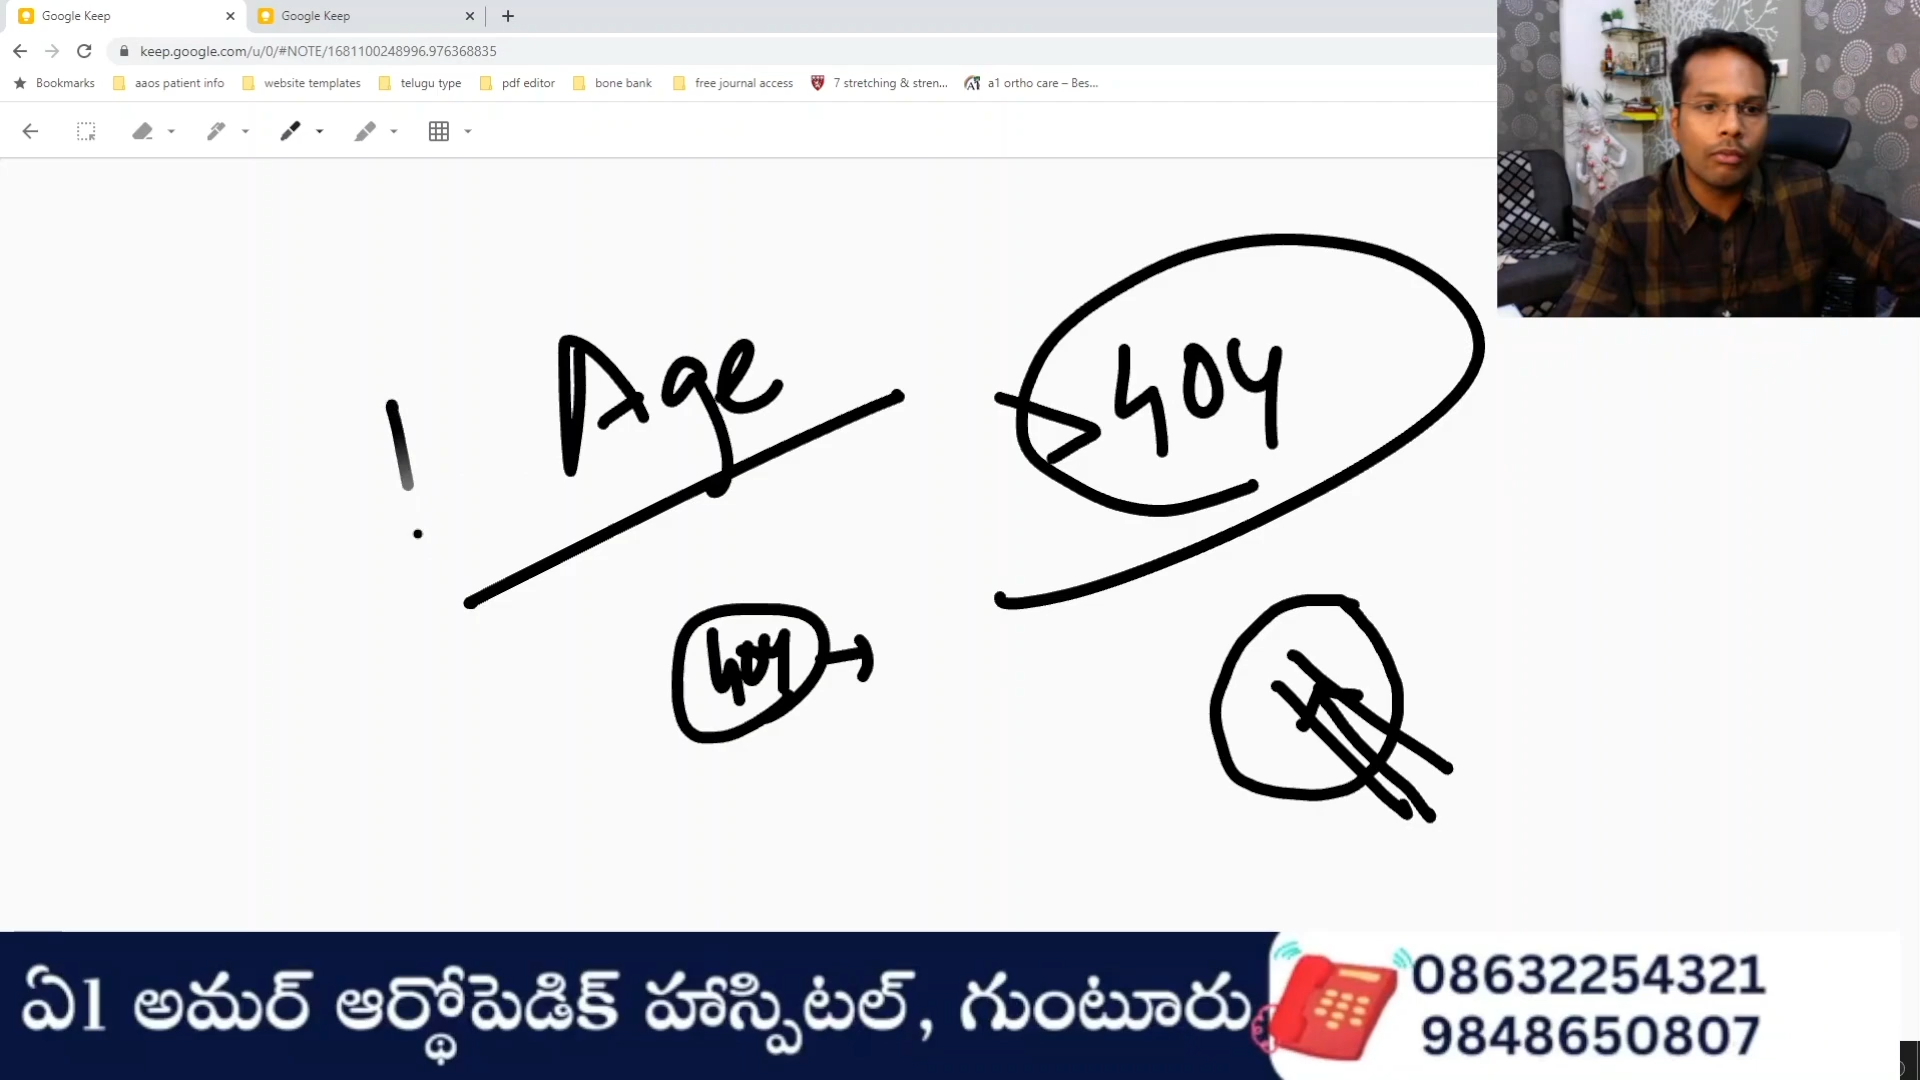 Google Keep
Google Keep
keep.google.com/u/0/#NOTE/1681100248996.976368835
Bookmarks aaos patient info website templates telugu type pdf editor bone bank free journal access 7 stretching & stren... a1 ortho care – Bes...
! Age >40y
40y
ఏ1 అమర్ ఆర్థోపెడిక్ హాస్పిటల్, గుంటూరు
08632254321
9848650807